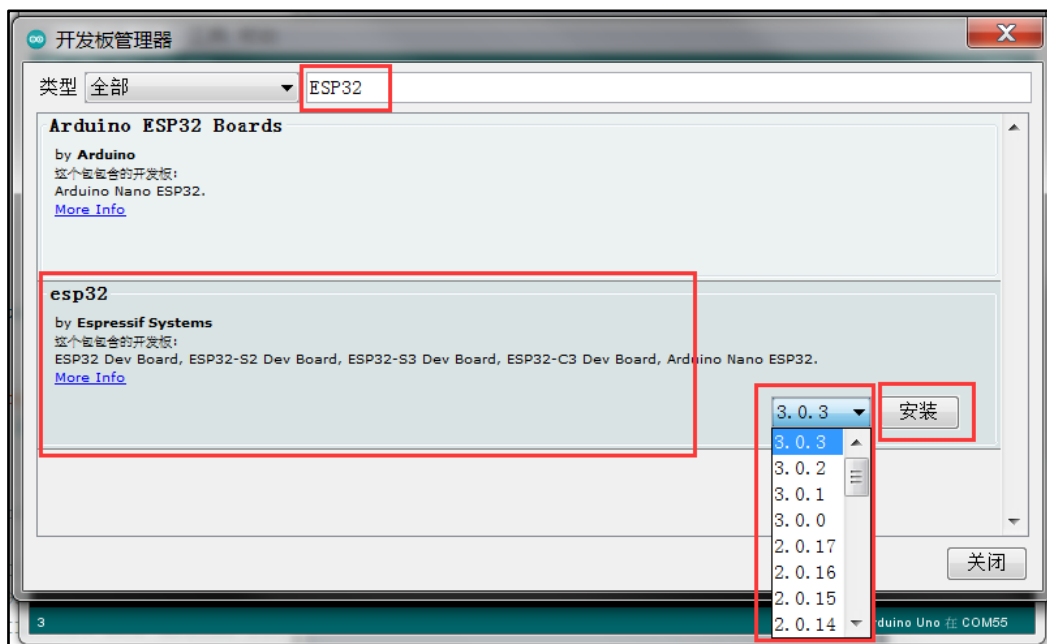 开发板管理器
类型 全部 ESP32
Arduino ESP32 Boards
by Arduino
这个包包含的开发板:
Arduino Nano ESP32.
More Info
esp32
by Espressif Systems
这个包包含的开发板:
ESP32 Dev Board, ESP32-S2 Dev Board, ESP32-S3 Dev Board, ESP32-C3 Dev Board, Arduino Nano ESP32.
More Info
3.0.3 安装
3.0.3
3.0.2
3.0.1
3.0.0
2.0.17
2.0.16
2.0.15
2.0.14
关闭
3 duino Uno 在 COM55